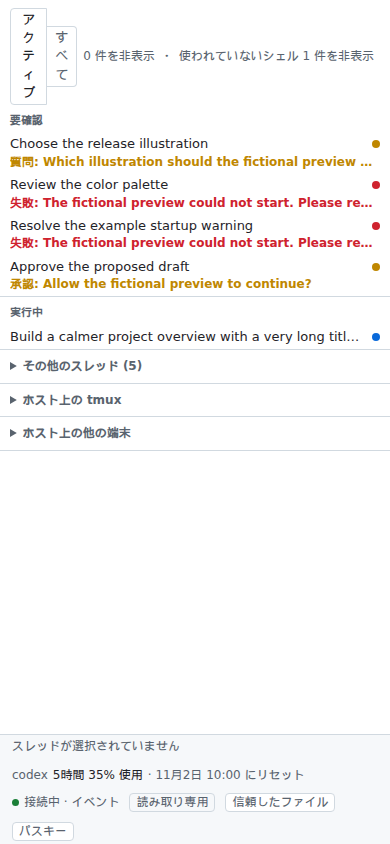 アクティブ
すべて
0 件を非表示 · 使われていないシェル 1 件を非表示
要確認
Choose the release illustration
質問: Which illustration should the fictional preview …
Review the color palette
失敗: The fictional preview could not start. Please re…
Resolve the example startup warning
失敗: The fictional preview could not start. Please re…
Approve the proposed draft
承認: Allow the fictional preview to continue?
実行中
Build a calmer project overview with a very long titl…
その他のスレッド (5)
ホスト上の tmux
ホスト上の他の端末
スレッドが選択されていません
codex 5時間 35% 使用 · 11月2日 10:00 にリセット
接続中 · イベント 読み取り専用 信頼したファイル
パスキー